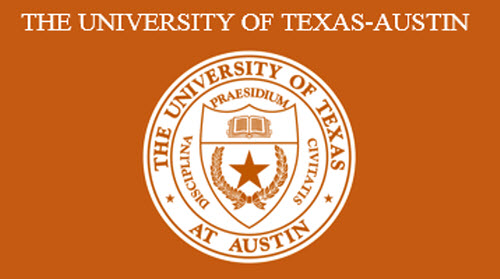 THE UNIVERSITY OF TEXAS-AUSTIN
THE UNIVERSITY OF TEXAS
PRAESIDIUM
DISCIPLINA
CIVITATIS
AT AUSTIN